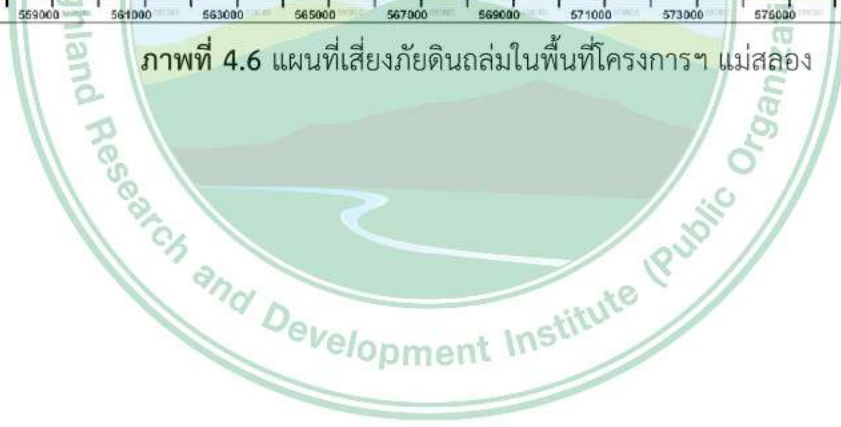 559000 561000 563000 565000 567000 569000 571000 573000 575000
ภาพที่ 4.6 แผนที่เสี่ยงภัยดินถล่มในพื้นที่โครงการฯ แม่สลอง
Research and Development Institute (Public